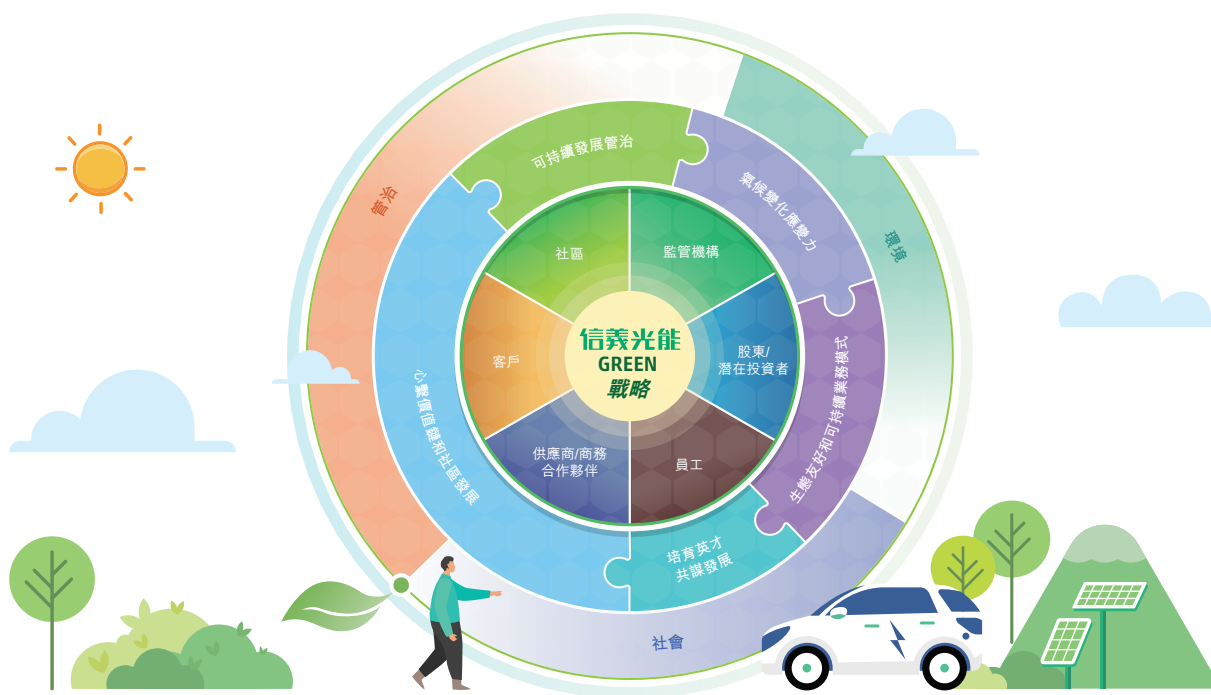 管治
環境
社會
可持續發展管治
氣候變化應變力
生態友好和可持續業務模式
培育英才
共謀發展
心繫價值鏈和社區發展
社區
監管機構
客戶
股東/
潛在投資者
供應商/商務
合作夥伴
員工
信義光能
GREEN
戰略